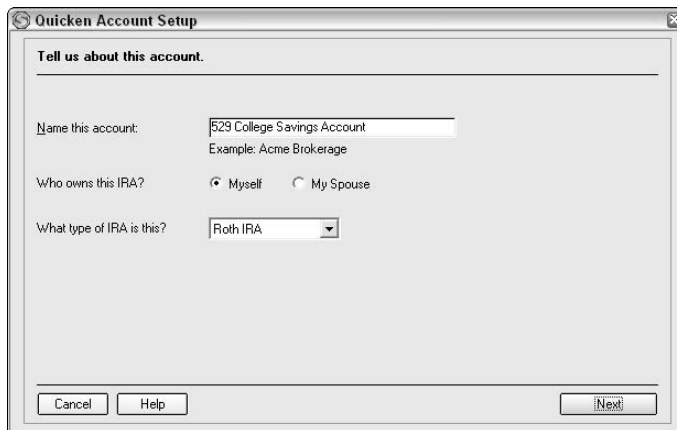 Quicken Account Setup
Tell us about this account.
Name this account: 529 College Savings Account
Example: Acme Brokerage
Who owns this IRA? Myself My Spouse
What type of IRA is this? Roth IRA
Cancel Help Next